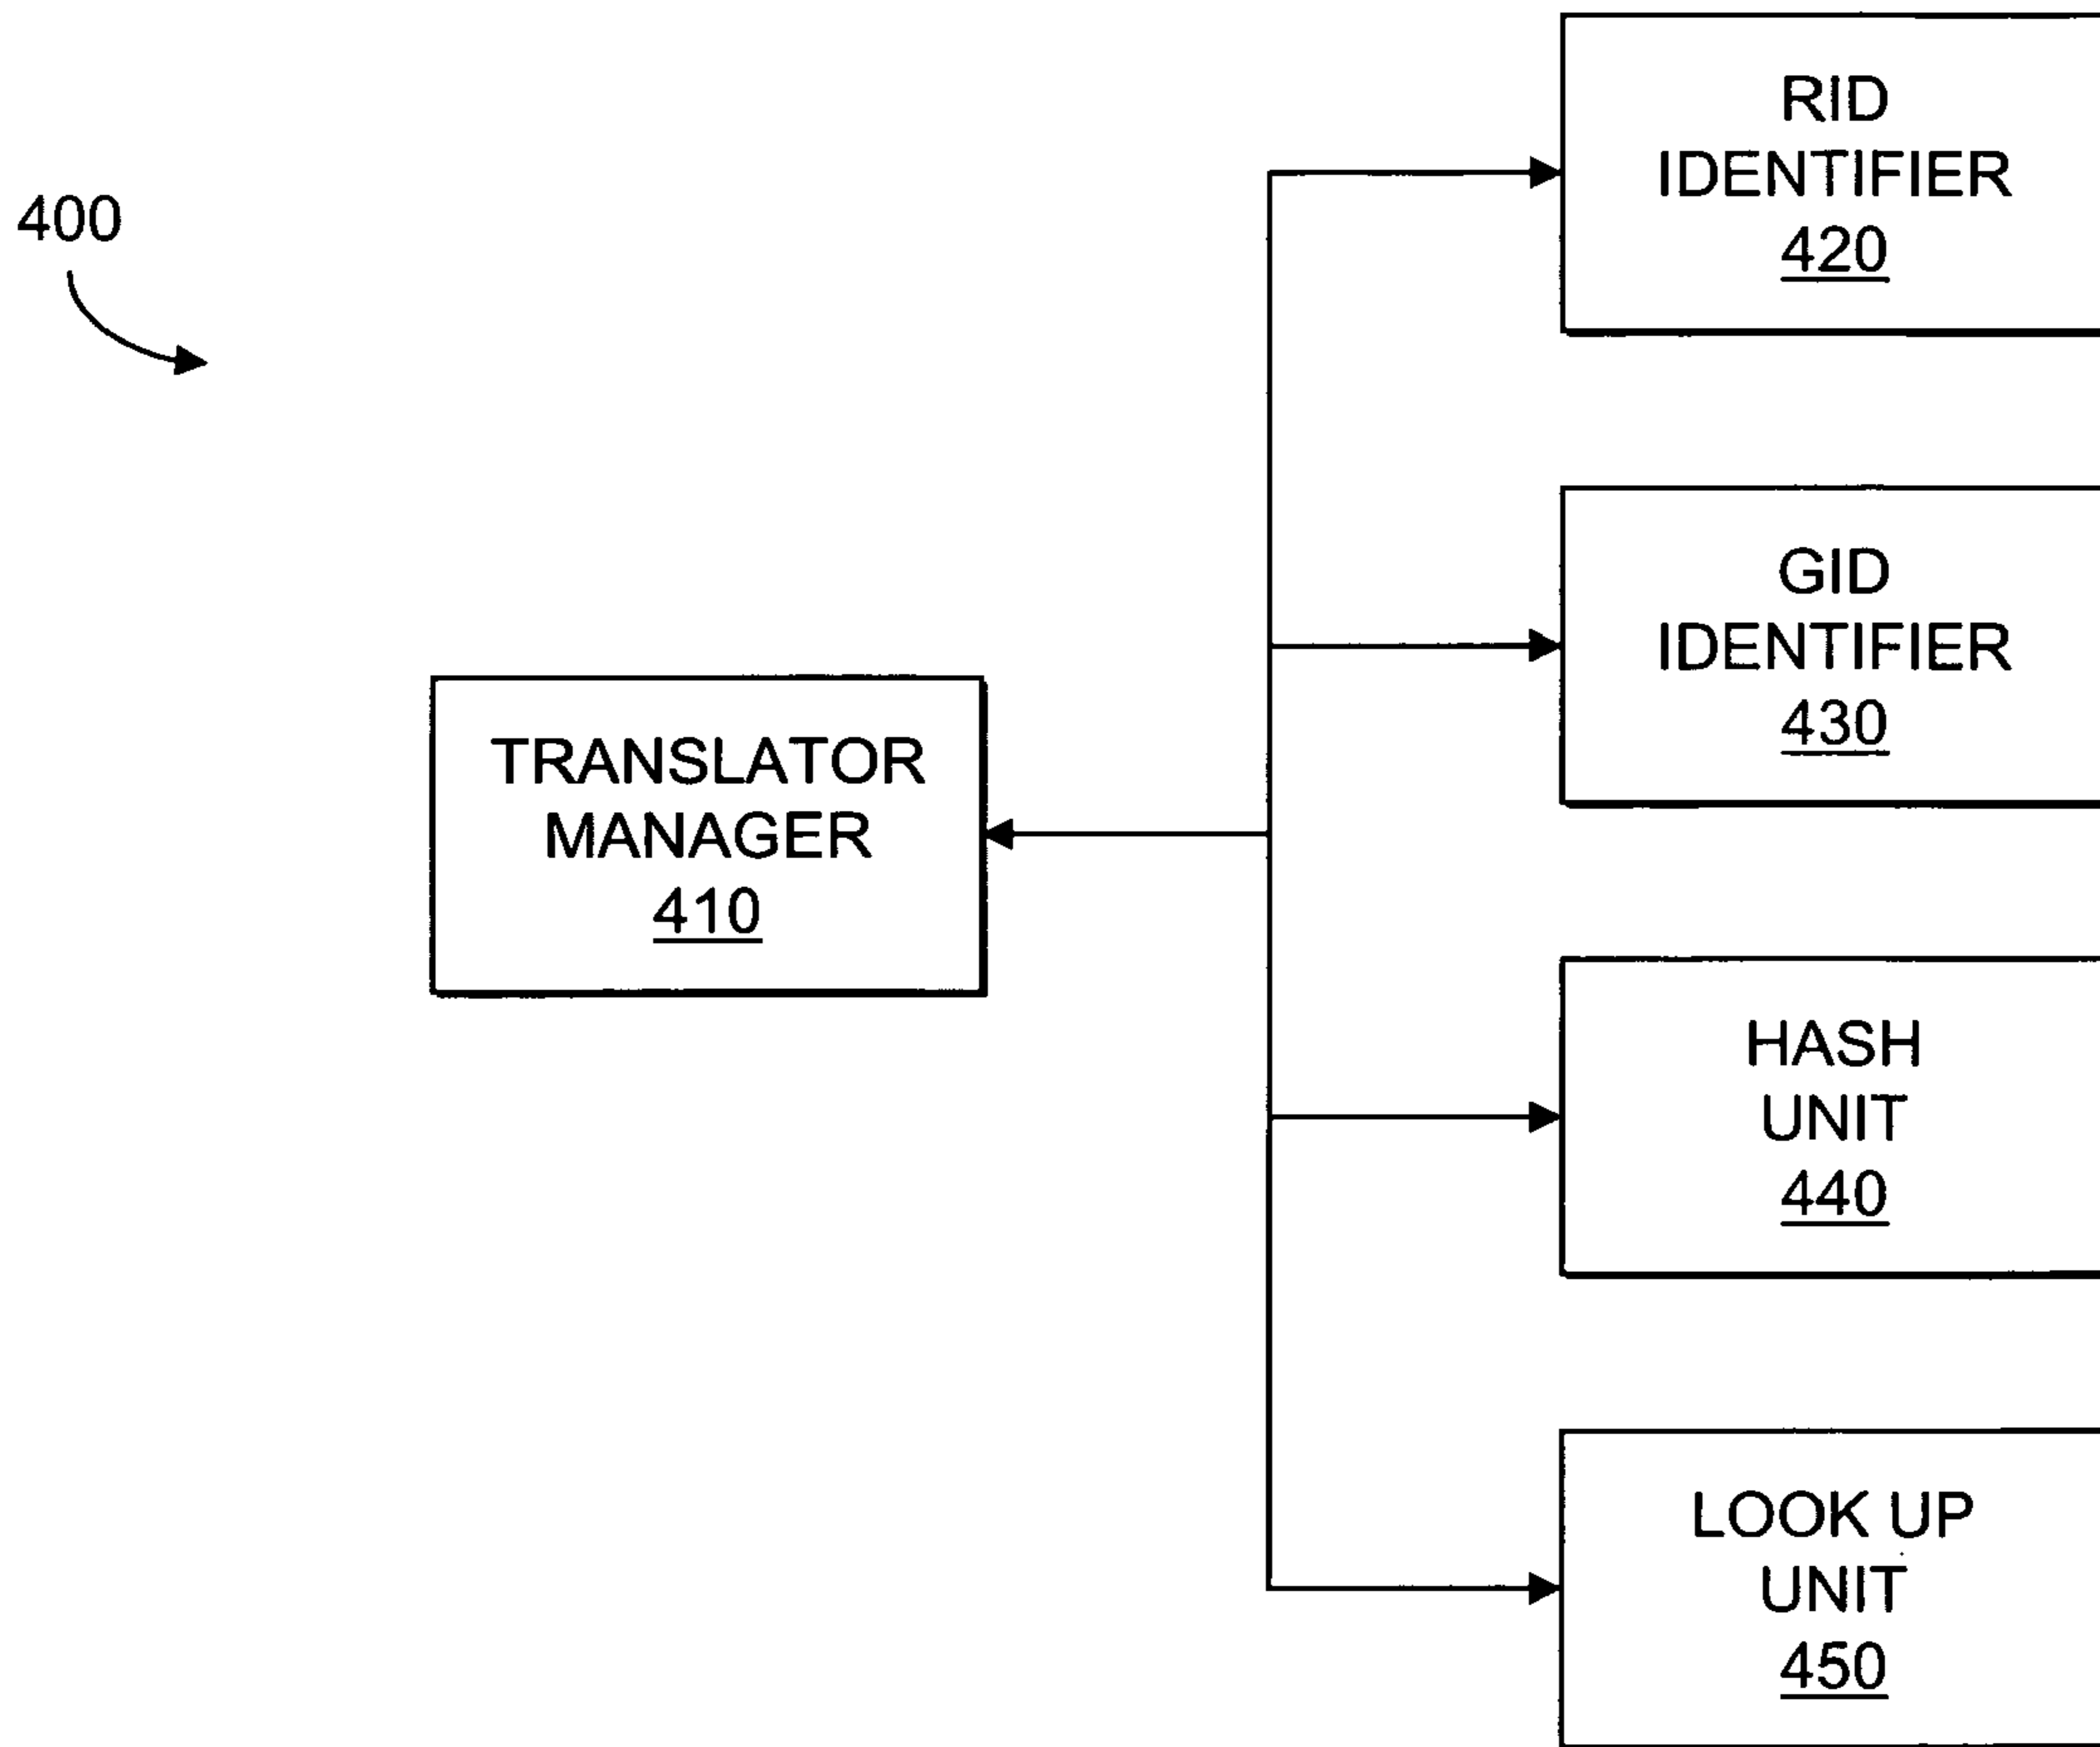 400
RID
IDENTIFIER
420
GID
IDENTIFIER
430
TRANSLATOR
MANAGER
410
HASH
UNIT
440
LOOK UP
UNIT
450